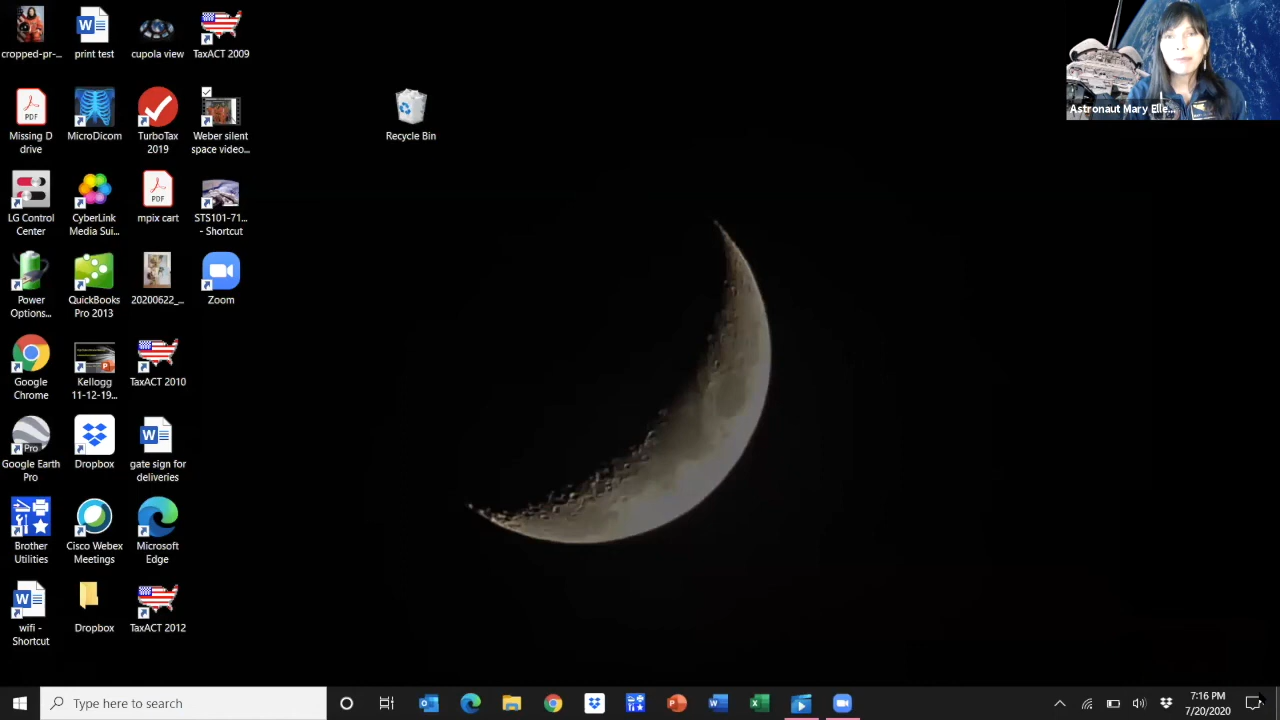 cropped-pr-...
print test
cupola view
TaxACT 2009
PDF
Missing D
drive
MicroDicom
TurboTax
2019
Weber silent
space video...
Recycle Bin
LG Control
Center
CyberLink
Media Sui...
PDF
mpix cart
STS101-71...
- Shortcut
Power
Options...
QuickBooks
Pro 2013
20200622_...
Zoom
Google
Chrome
Kellogg
11-12-19...
TaxACT 2010
Pro
Google Earth
Pro
Dropbox
gate sign for
deliveries
Brother
Utilities
Cisco Webex
Meetings
Microsoft
Edge
wifi -
Shortcut
Dropbox
TaxACT 2012
Astronaut Mary Elle...
Type here to search
7:16 PM
7/20/2020